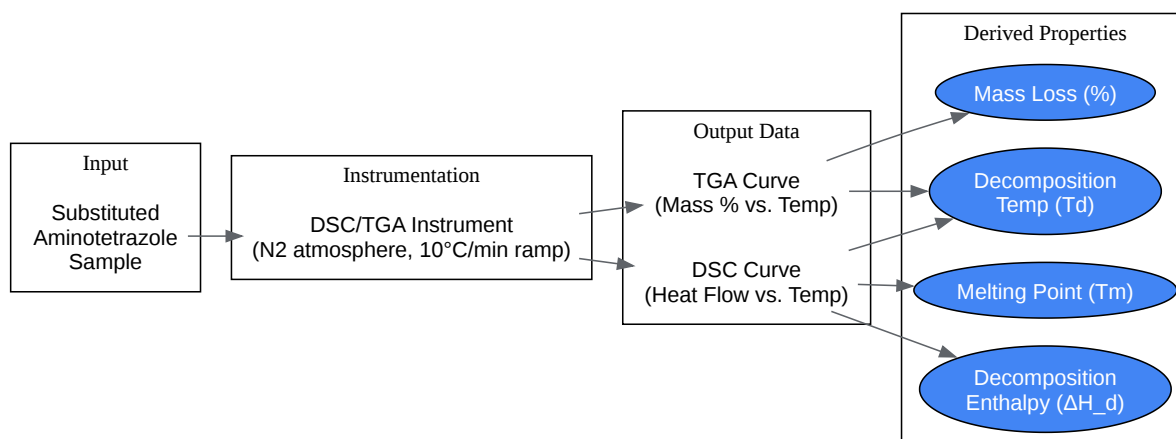 Input
Substituted
Aminotetrazole
Sample
Instrumentation
DSC/TGA Instrument
(N2 atmosphere, 10°C/min ramp)
Output Data
TGA Curve
(Mass % vs. Temp)
DSC Curve
(Heat Flow vs. Temp)
Derived Properties
Mass Loss (%)
Decomposition
Temp (Td)
Melting Point (Tm)
Decomposition
Enthalpy (ΔH_d)